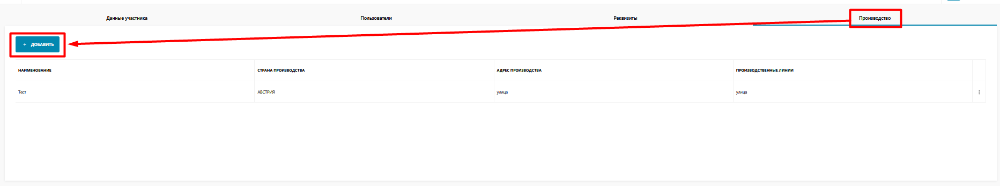 Данные участника Пользователи Реквизиты Производство
+ ДОБАВИТЬ
НАИМЕНОВАНИЕ СТРАНА ПРОИЗВОДСТВА АДРЕС ПРОИЗВОДСТВА ПРОИЗВОДСТВЕННЫЕ ЛИНИИ
Тест АВСТРИЯ улица улица